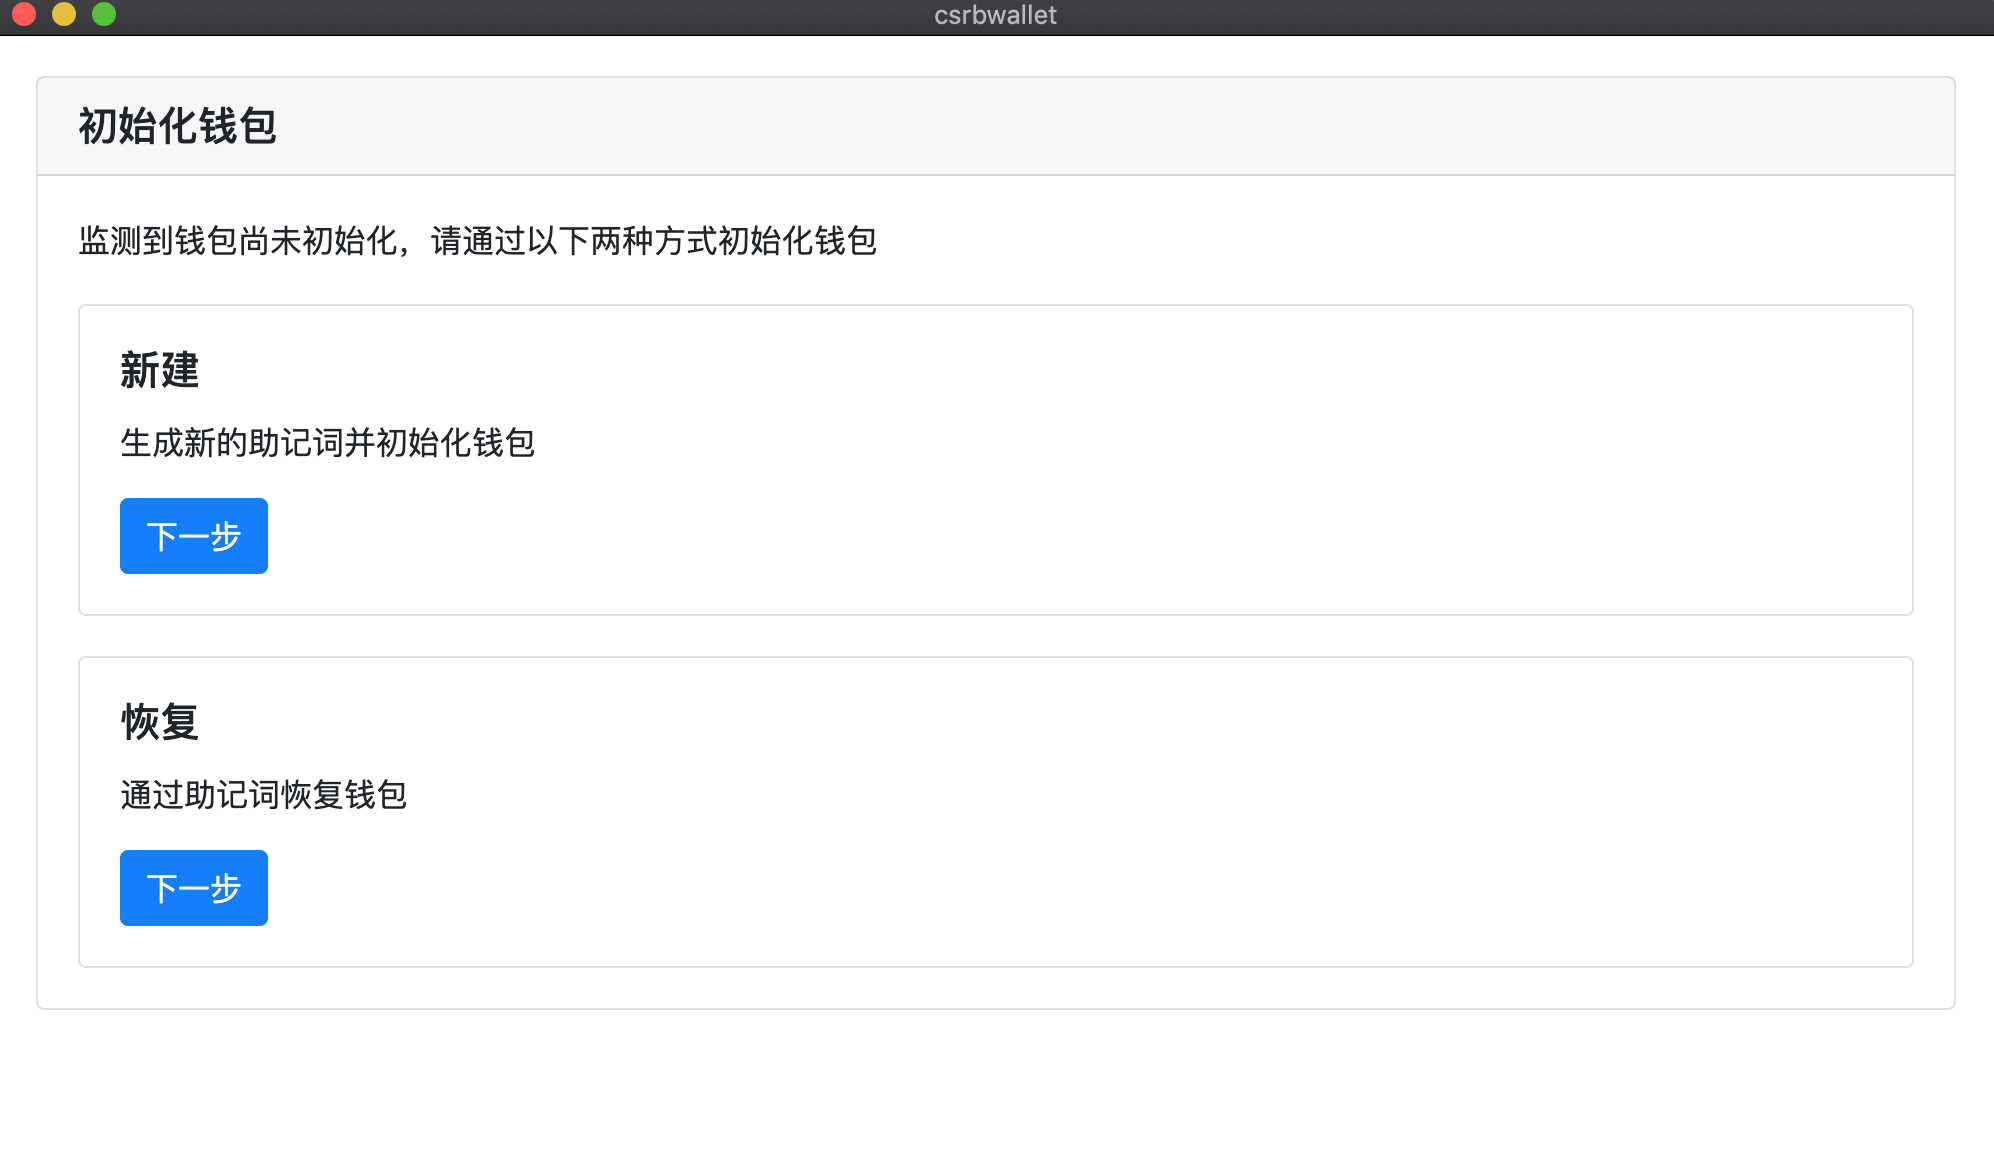 csrbwallet
初始化钱包
监测到钱包尚未初始化，请通过以下两种方式初始化钱包
新建
生成新的助记词并初始化钱包
下一步
恢复
通过助记词恢复钱包
下一步